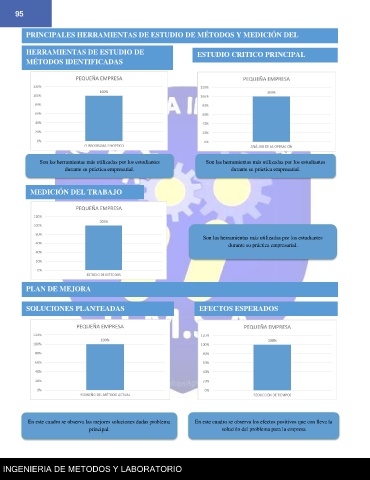 95
PRINCIPALES HERRAMIENTAS DE ESTUDIO DE MÉTODOS Y MEDICIÓN DEL
HERRAMIENTAS DE ESTUDIO DE
MÉTODOS IDENTIFICADAS
ESTUDIO CRITICO PRINCIPAL
PEQUEÑA EMPRESA
120%
100%
80%
60%
40%
20%
0%
100%
PEQUEÑA EMPRESA
120%
100%
80%
60%
40%
20%
0%
100%
ANÁLISIS DE LA OPERACIÓN
Son las herramientas más utilizadas por los estudiantes
durante su práctica empresarial.
Son las herramientas más utilizadas por los estudiantes
durante su práctica empresarial.
MEDICIÓN DEL TRABAJO
PEQUEÑA EMPRESA
120%
100%
80%
60%
40%
20%
0%
100%
ESTUDIO DE MÉTODOS
Son las herramientas más utilizadas por los estudiantes
durante su práctica empresarial.
PLAN DE MEJORA
SOLUCIONES PLANTEADAS
EFECTOS ESPERADOS
PEQUEÑA EMPRESA
120%
100%
80%
60%
40%
20%
0%
100%
DEL MÉTODO ACTUAL
PEQUEÑA EMPRESA
120%
100%
80%
60%
40%
20%
0%
100%
REDUCCIÓN DE TIEMPOS
En este cuadro se observa las mejores soluciones dadas problema
principal.
En este cuadro se observa los efectos positivos que con lleva la
solución del problema para la empresa.
INGENIERIA DE METODOS Y LABORATORIO